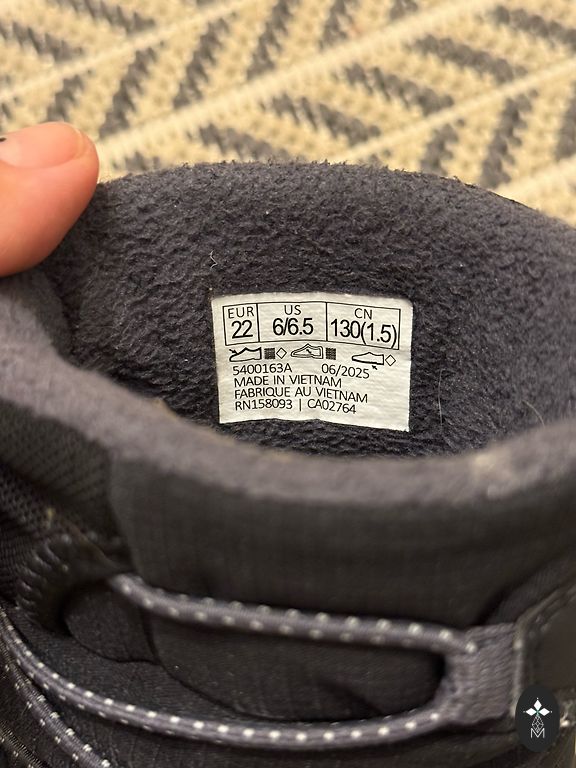 EUR US CN
22 6/6.5 130(1.5)
5400163A 06/2025
MADE IN VIETNAM
FABRIQUE AU VIETNAM
RN158093 | CA02764
M